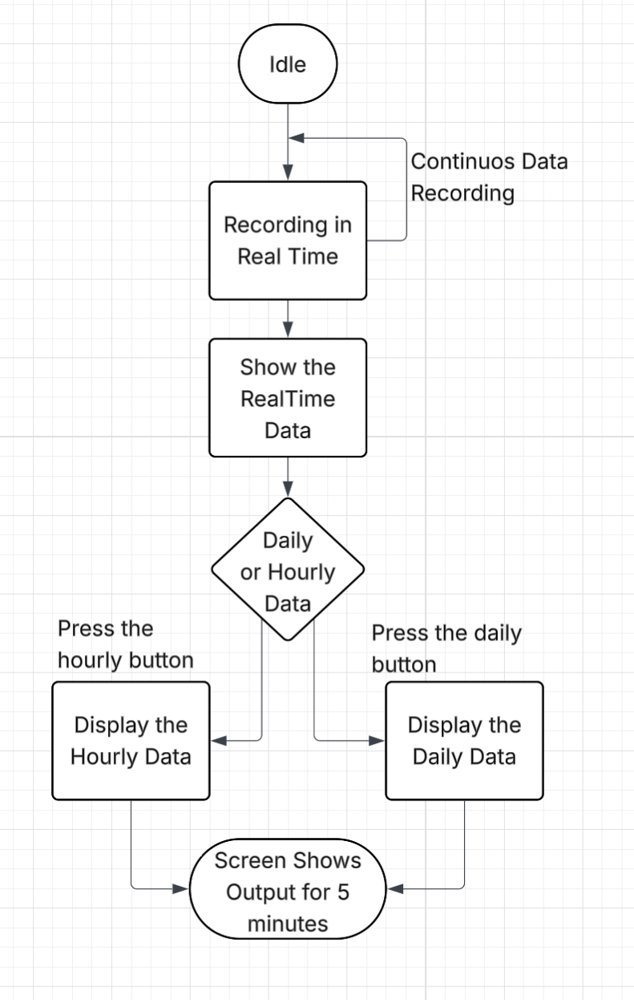 Idle
Continuos Data
Recording
Recording in
Real Time
Show the
RealTime
Data
Daily
or Hourly
Data
Press the
hourly button
Press the daily
button
Display the
Hourly Data
Display the
Daily Data
Screen Shows
Output for 5
minutes